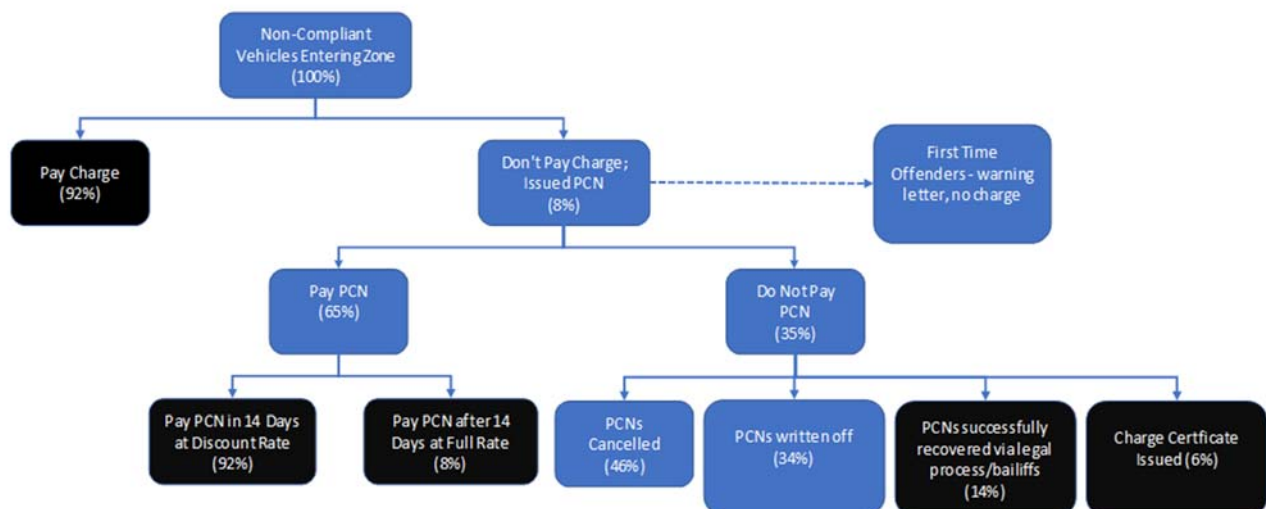 Non-Compliant
Vehicles Entering Zone
(100%)
Pay Charge
(92%)
Don't Pay Charge;
Issued PCN
(8%)
First Time
Offenders - warning
letter, no charge
Pay PCN
(65%)
Do Not Pay
PCN
(35%)
Pay PCN in 14 Days
at Discount Rate
(92%)
Pay PCN after 14
Days at Full Rate
(8%)
PCNs
Cancelled
(46%)
PCNs written off
(34%)
PCNs successfully
recovered via legal
process/bailiffs
(14%)
Charge Certficate
Issued (6%)